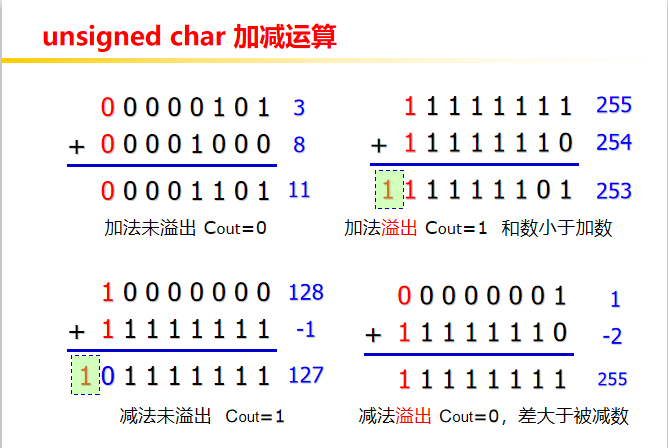 unsigned char 加减运算
0 0 0 0 0 1 0 1 3
+ 0 0 0 0 1 0 0 0 8
0 0 0 0 1 1 0 1 11
加法未溢出 Cout=0
1 1 1 1 1 1 1 1 255
+ 1 1 1 1 1 1 1 0 254
1 1 1 1 1 1 1 0 1 253
加法溢出 Cout=1 和数小于加数
1 0 0 0 0 0 0 0 128
+ 1 1 1 1 1 1 1 1 -1
1 0 1 1 1 1 1 1 1 127
减法未溢出 Cout=1
0 0 0 0 0 0 0 1 1
+ 1 1 1 1 1 1 1 0 -2
1 1 1 1 1 1 1 1 255
减法溢出 Cout=0，差大于被减数